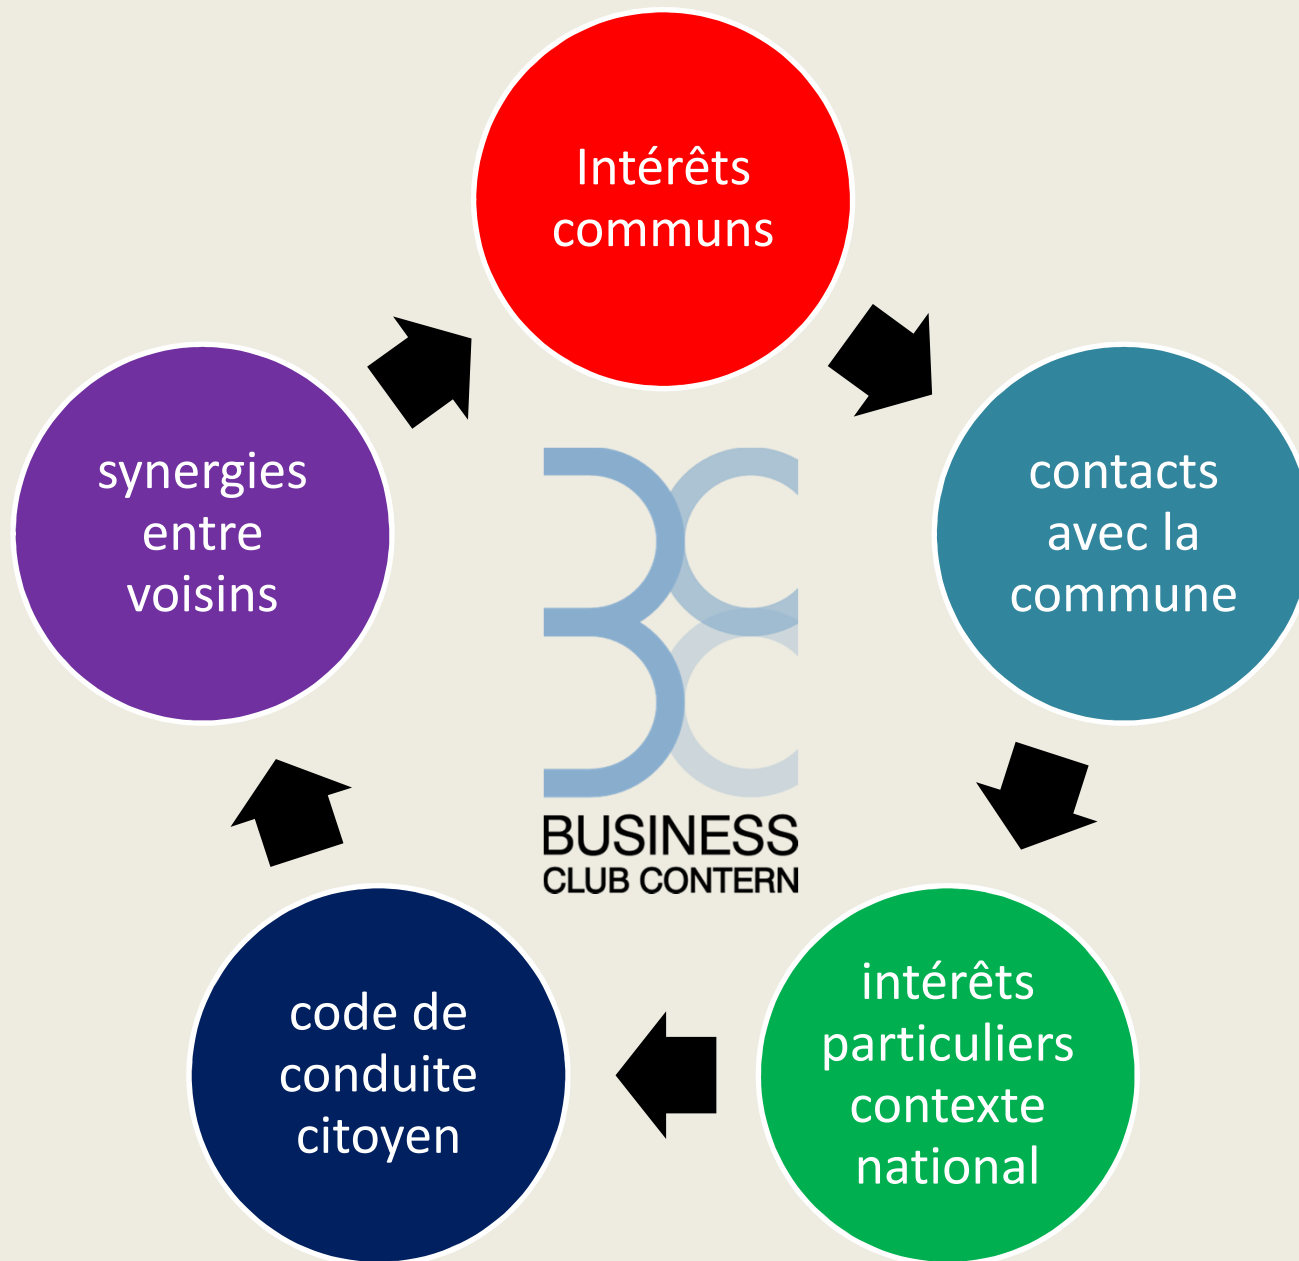 Intérêts
communs
contacts
avec la
commune
intérêts
particuliers
contexte
national
code de
conduite
citoyen
synergies
entre
voisins
BUSINESS
CLUB CONTERN